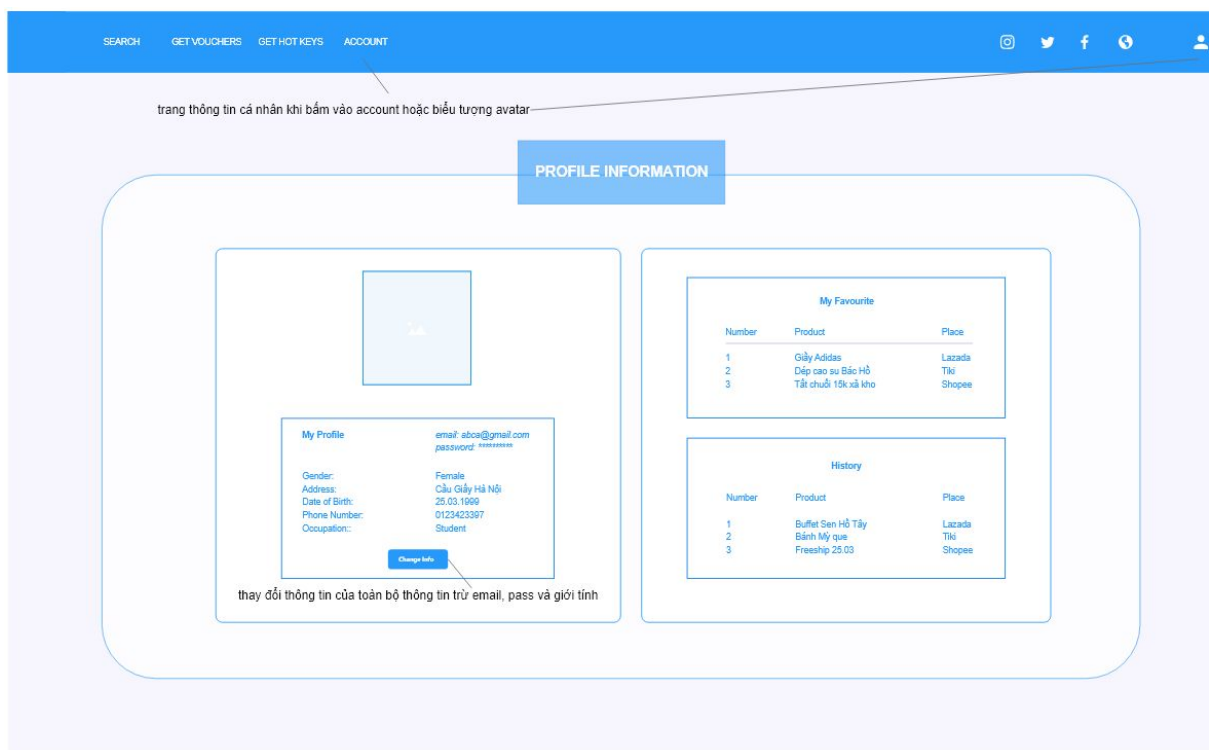 SEARCH GET VOUCHERS GET HOT KEYS ACCOUNT
trang thông tin cá nhân khi bấm vào account hoặc biểu tượng avatar
PROFILE INFORMATION
My Profile email: abca@gmail.com
password: **********
Gender: Female
Address: Cầu Giấy Hà Nội
Date of Birth: 25.03.1999
Phone Number: 0123423397
Occupation:: Student
Change Info
thay đổi thông tin của toàn bộ thông tin trừ email, pass và giới tính
My Favourite
Number Product Place
1 Giầy Adidas Lazada
2 Dép cao su Bác Hồ Tiki
3 Tất chuối 15k xả kho Shopee
History
Number Product Place
1 Buffet Sen Hồ Tây Lazada
2 Bánh Mỳ que Tiki
3 Freeship 25.03 Shopee